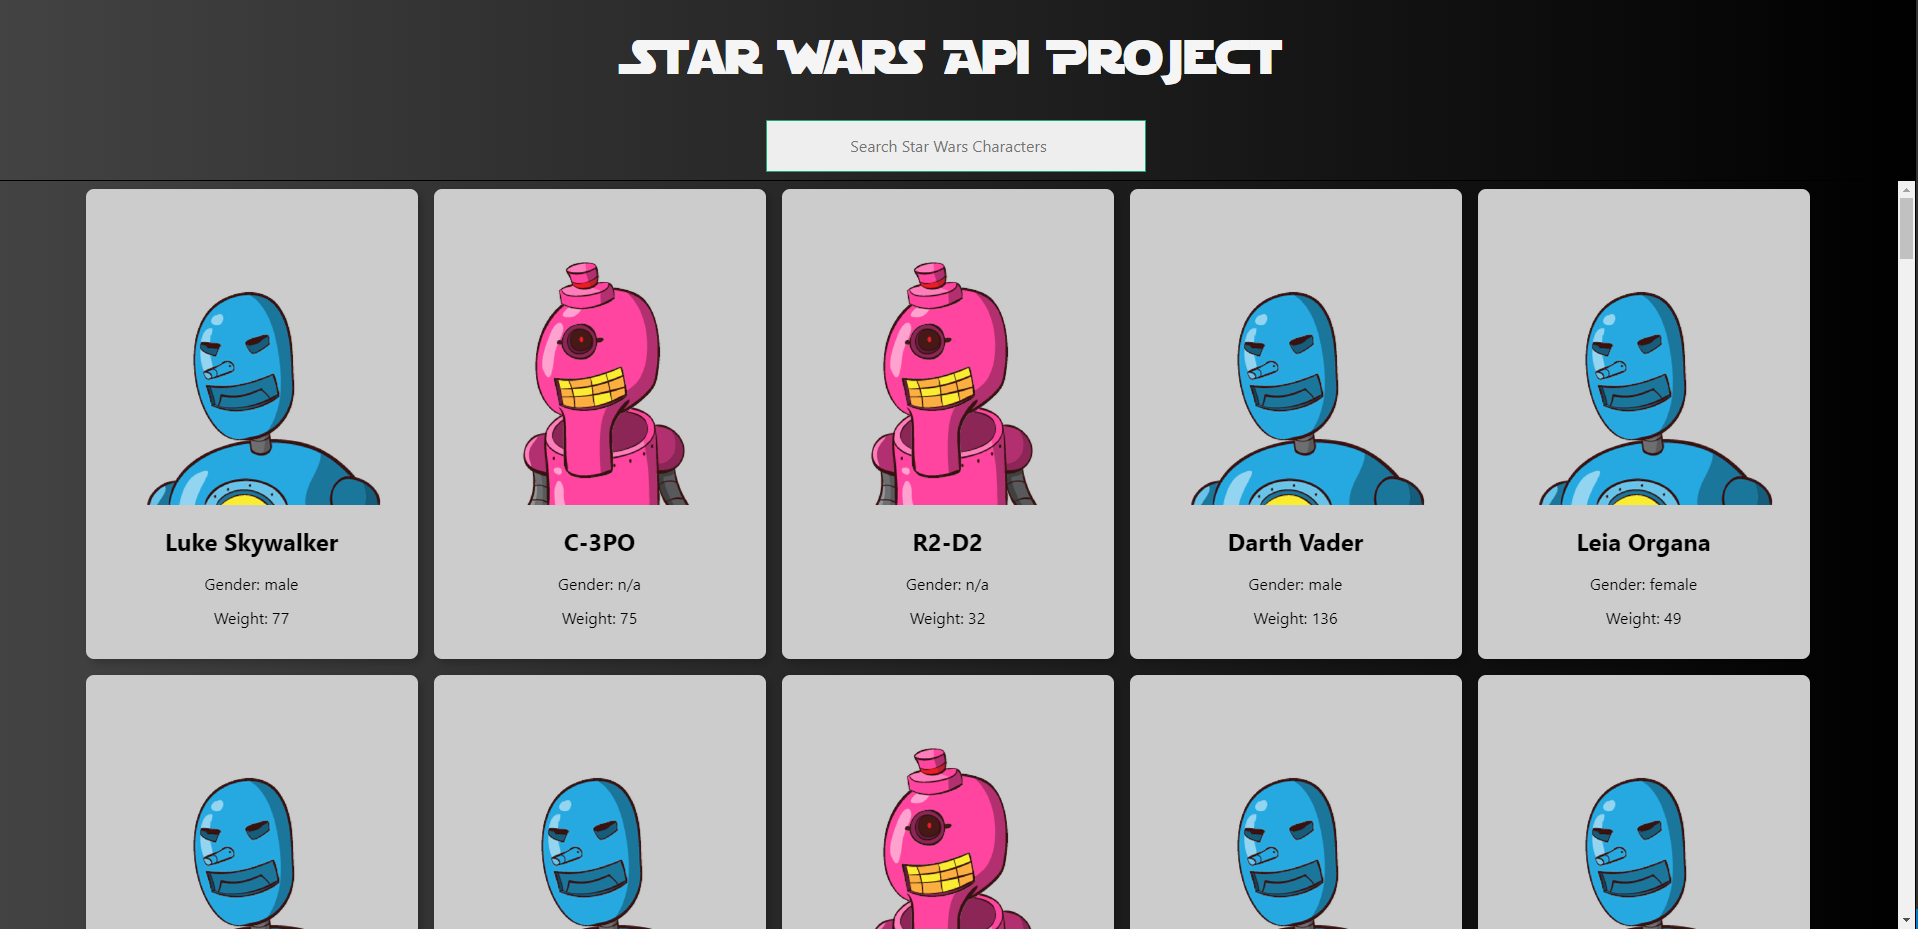 Star Wars Api Project
Search Star Wars Characters
Luke Skywalker
Gender: male
Weight: 77
C-3PO
Gender: n/a
Weight: 75
R2-D2
Gender: n/a
Weight: 32
Darth Vader
Gender: male
Weight: 136
Leia Organa
Gender: female
Weight: 49